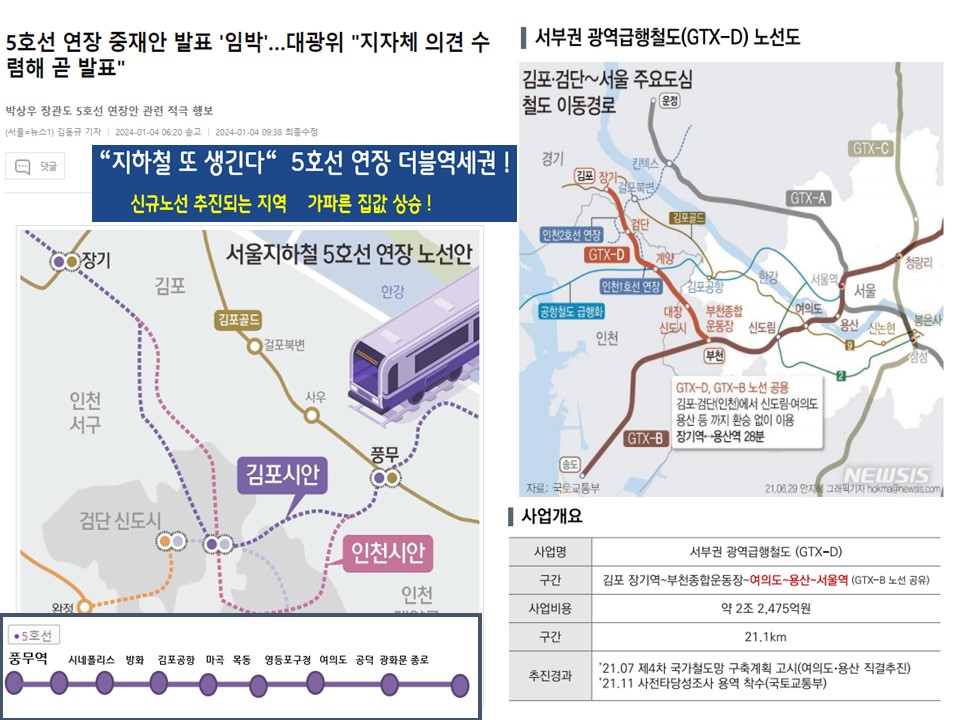 5호선 연장 중재안 발표 '임박'...대광위 "지자체 의견 수
렴해 곧 발표"
박상우 장관도 5호선 연장안 관련 적극 행보
(서울=뉴스1) 김동규 기자 | 2024-01-04 06:20 송고 | 2024-01-04 09:38 최종수정
댓글
“지하철 또 생긴다“ 5호선 연장 더블역세권 !
신규노선 추진되는 지역 가파른 집값 상승 !
서울지하철 5호선 연장 노선안
장기
김포
안강
김포골드
걸포북변
인천
서구
사우
풍무
김포시안
검단 신도시
인천시안
완정
인천
5호선
풍무역 시네폴리스 방화 김포공항 마곡 목동 영등포구청 여의도 공덕 광화문 종로
서부권 광역급행철도(GTX-D) 노선도
김포·검단~서울 주요도심
철도 이동경로
운정
경기
킨텍스
GTX-C
김포
장기
걸포북변
GTX-A
김포골드
인천2호선 연장
검단
GTX-D
계양
인천1호선 연장
김포공항
한강
서울역
청량리
서울
공항철도 급행화
대장
신도시
부천종합
운동장
여의도
용산
신도림
신논현
봉은사
인천
부천
9
삼성
2
GTX-D, GTX-B 노선 공용
김포·검단(인천)에서 신도림·여의도
용산 등 까지 환승 없이 이용
장기역↔용산역 28분
GTX-B
송도
NEWSIS
자료: 국토교통부
21.06.29 안지혜 그래픽기자 hokma@newsis.com
사업개요
사업명 서부권 광역급행철도 (GTX-D)
구간 김포 장기역~부천종합운동장~여의도~용산~서울역 (GTX-B 노선 공유)
사업비용 약 2조 2,475억원
구간 21.1km
추진경과 '21.07 제4차 국가철도망 구축계획 고시(여의도·용산 직결추진)
'21.11 사전타당성조사 용역 착수(국토교통부)